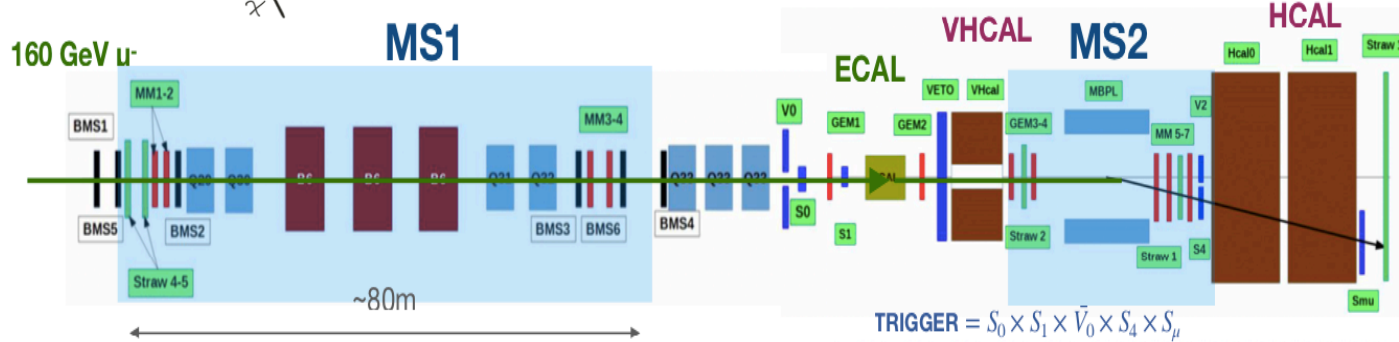 χ
160 GeV u-
MS1
ECAL
VHCAL
MS2
HCAL
MM1-2
BMS1
BMS5
BMS2
Straw 4-5
MM3-4
BMS3
BMS6
BMS4
~80m
V0
S0
GEM1
S1
GEM2
VETO
VHcal
GEM3-4
Straw 2
MBPL
MM 5-7
V2
Straw 1
S4
Hcal0
Hcal1
Straw
Smu
TRIGGER = S₀ × S₁ × V̄₀ × S₄ × Sμ